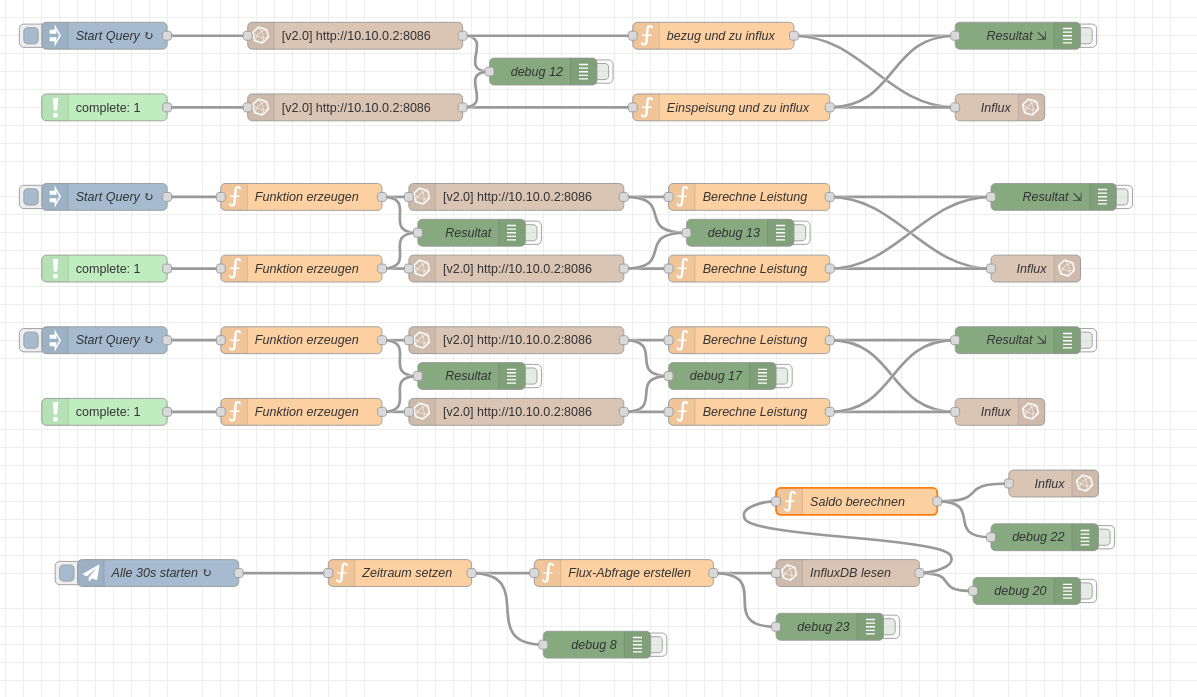 Start Query ↻
[v2.0] http://10.10.0.2:8086
bezug und zu influx
Resultat ⇲
debug 12
complete: 1
[v2.0] http://10.10.0.2:8086
Einspeisung und zu influx
Influx
Start Query ↻
Funktion erzeugen
[v2.0] http://10.10.0.2:8086
Berechne Leistung
Resultat ⇲
Resultat
debug 13
complete: 1
Funktion erzeugen
[v2.0] http://10.10.0.2:8086
Berechne Leistung
Influx
Start Query ↻
Funktion erzeugen
[v2.0] http://10.10.0.2:8086
Berechne Leistung
Resultat ⇲
Resultat
debug 17
complete: 1
Funktion erzeugen
[v2.0] http://10.10.0.2:8086
Berechne Leistung
Influx
Influx
Saldo berechnen
debug 22
Alle 30s starten ↻
Zeitraum setzen
Flux-Abfrage erstellen
InfluxDB lesen
debug 20
debug 23
debug 8